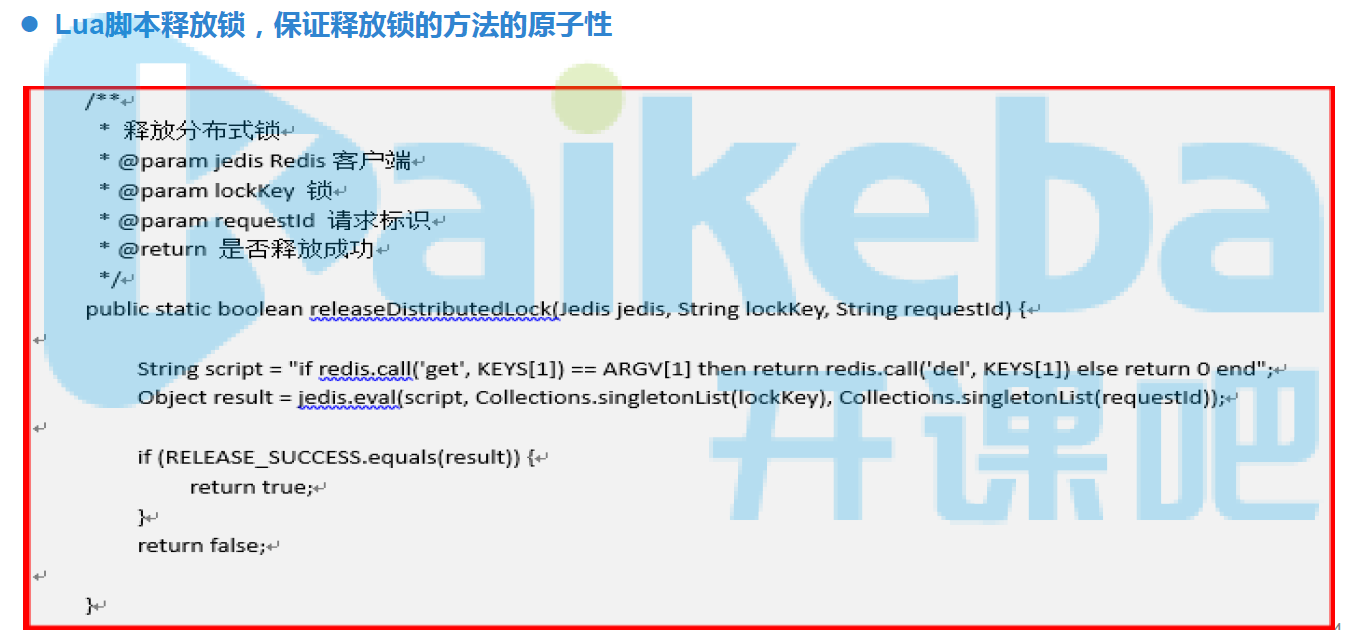 Lua脚本释放锁，保证释放锁的方法的原子性
/**
* 释放分布式锁
* @param jedis Redis 客户端
* @param lockKey 锁
* @param requestId 请求标识
* @return 是否释放成功
*/
public static boolean releaseDistributedLock(Jedis jedis, String lockKey, String requestId) {
String script = "if redis.call('get', KEYS[1]) == ARGV[1] then return redis.call('del', KEYS[1]) else return 0 end";
Object result = jedis.eval(script, Collections.singletonList(lockKey), Collections.singletonList(requestId));
if (RELEASE_SUCCESS.equals(result)) {
return true;
}
return false;
}
kaikeba
开课吧
4